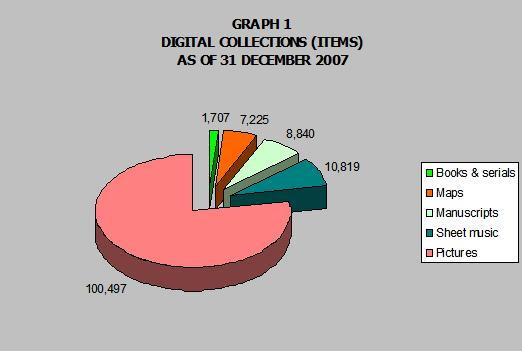 GRAPH 1
DIGITAL COLLECTIONS (ITEMS)
AS OF 31 DECEMBER 2007
1,707
7,225
8,840
10,819
100,497
Books & serials
Maps
Manuscripts
Sheet music
Pictures